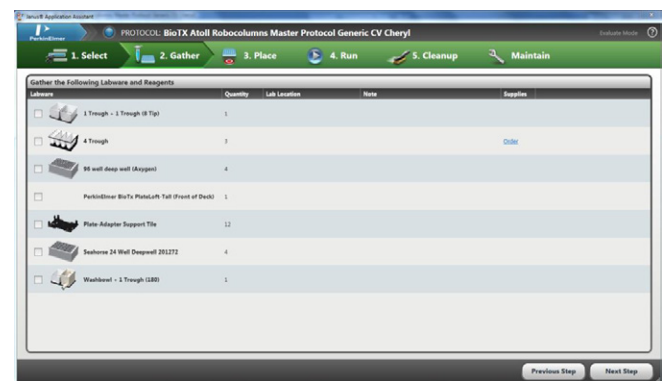 Janus® Application Assistant
PerkinElmer
PROTOCOL: BioTX Atoll Robocolumns Master Protocol Generic CV Cheryl
Evaluate Mode
?
1. Select
2. Gather
3. Place
4. Run
5. Cleanup
Maintain
Gather the Following Labware and Reagents
Labware Quantity Lab Location Note Supplies
1 Trough + 1 Trough (8 Tip) 1
4 Trough 3 Order
96 well deep well (Axygen) 4
PerkinElmer BioTx PlateLoft-Tall (Front of Deck) 1
Plate-Adapter Support Tile 12
Seahorse 24 Well Deepwell 201272 4
Washbowl + 1 Trough (180) 1
Previous Step
Next Step